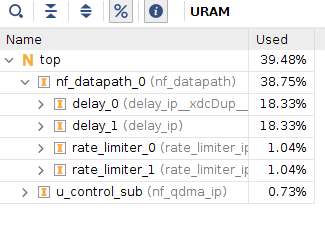 % i URAM
Name Used
N top 39.48%
I nf_datapath_0 (nf_datapath) 38.75%
I delay_0 (delay_ip__xdcDup__ 18.33%
I delay_1 (delay_ip) 18.33%
I rate_limiter_0 (rate_limiter_ip 1.04%
I rate_limiter_1 (rate_limiter_ip 1.04%
I u_control_sub (nf_qdma_ip) 0.73%